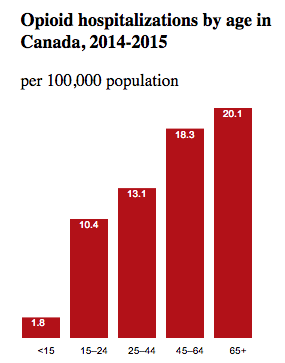 Opioid hospitalizations by age in
Canada, 2014-2015
per 100,000 population
20.1
18.3
13.1
10.4
1.8
<15 15–24 25–44 45–64 65+